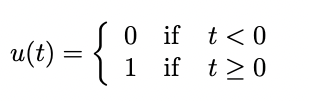 u(t) = { 0 if t < 0
1 if t ≥ 0